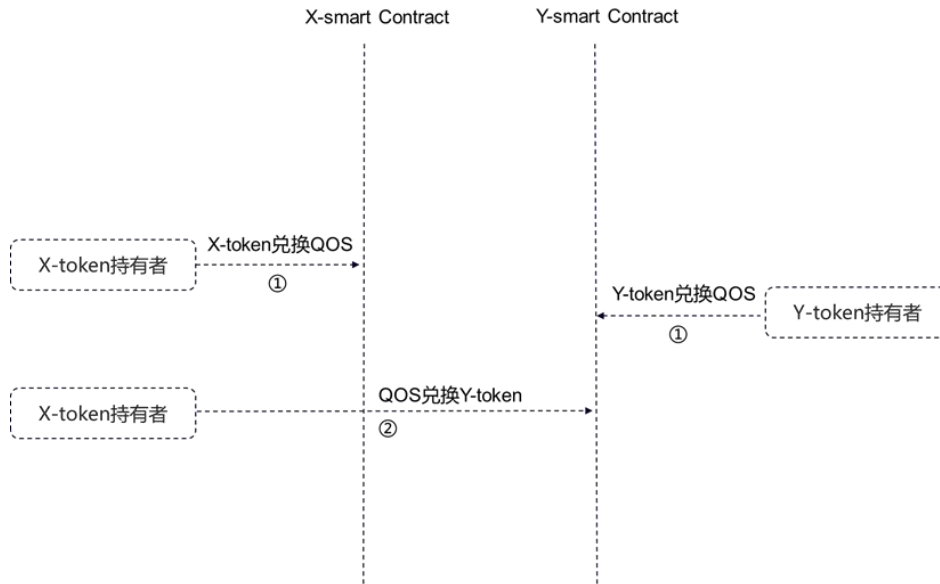 X-smart Contract
Y-smart Contract
X-token兑换QOS
X-token持有者
①
Y-token兑换QOS
Y-token持有者
①
QOS兑换Y-token
X-token持有者
②